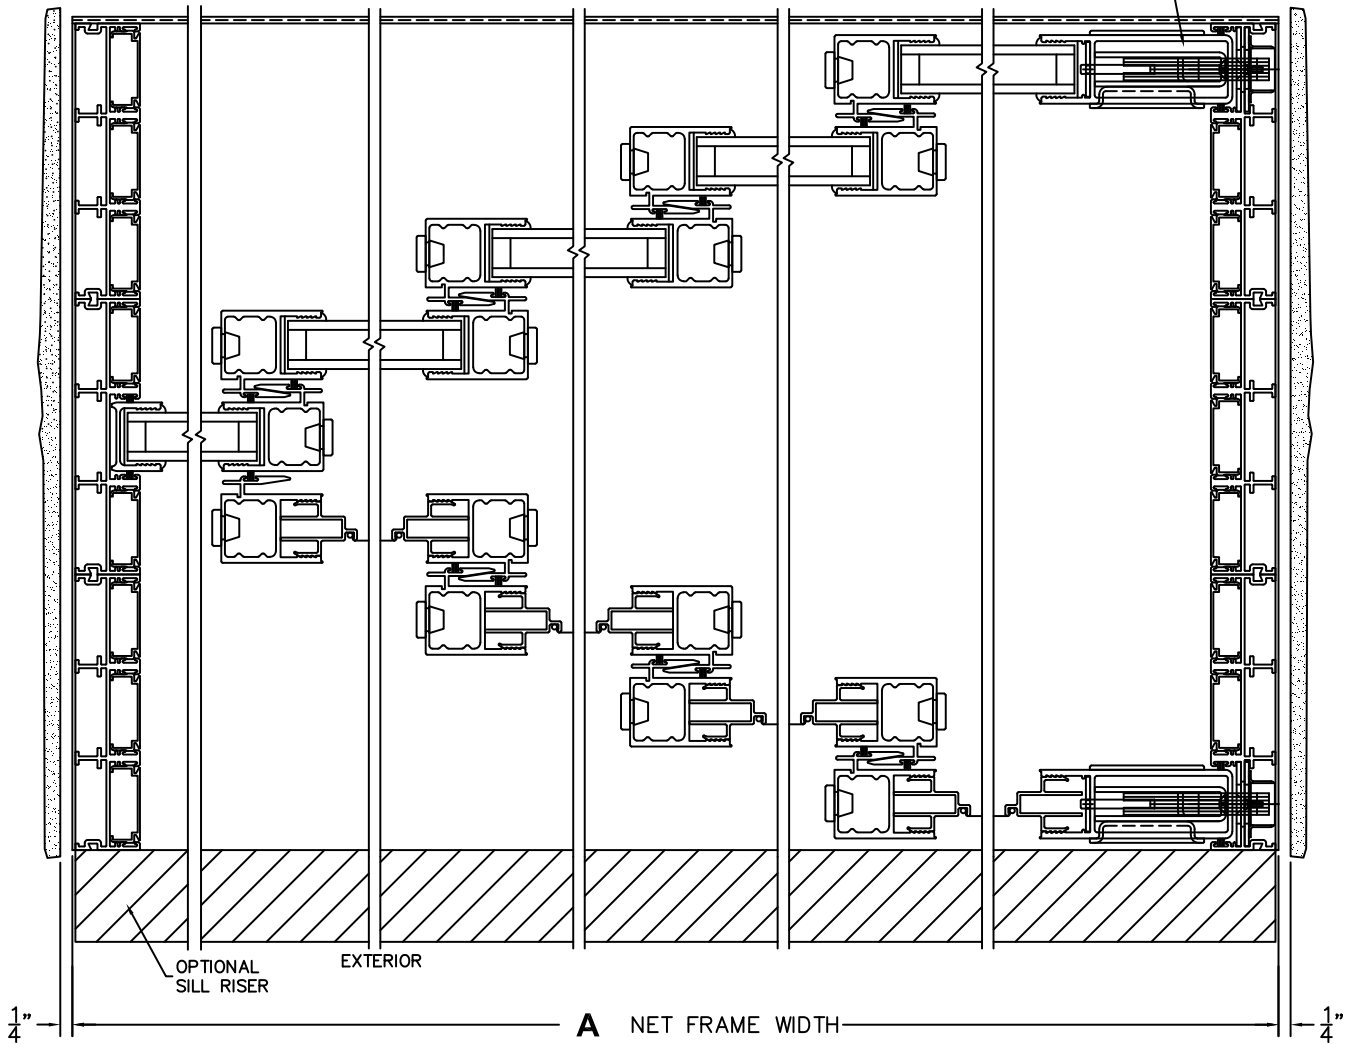 OPTIONAL
SILL RISER
EXTERIOR
1/4" A NET FRAME WIDTH 1/4"